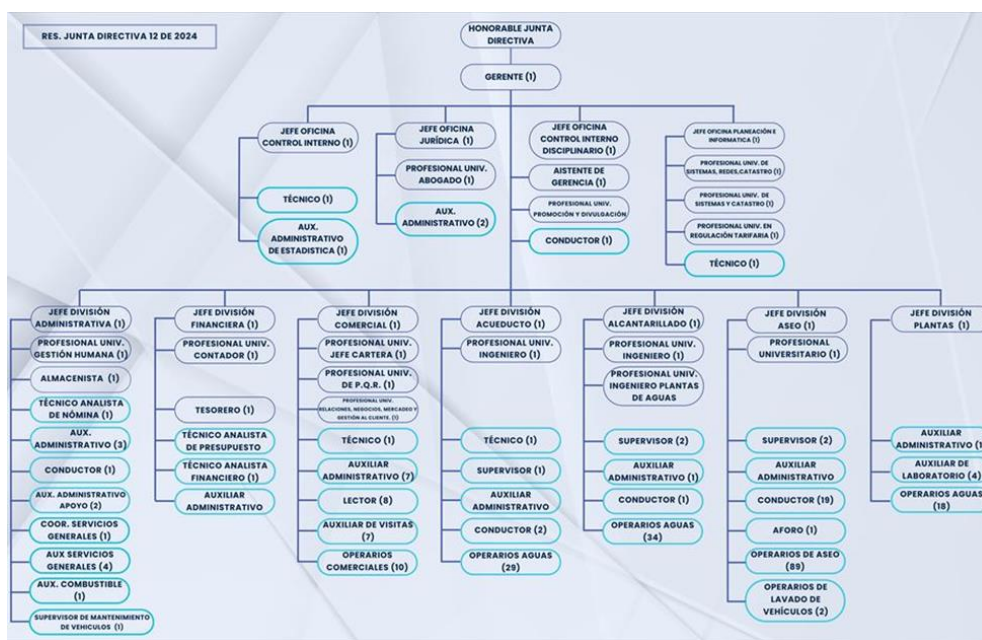 RES. JUNTA DIRECTIVA 12 DE 2024
HONORABLE JUNTA
DIRECTIVA
GERENTE (1)
JEFE OFICINA
CONTROL INTERNO (1)
TÉCNICO (1)
AUX.
ADMINISTRATIVO
DE ESTADISTICA (1)
JEFE OFICINA
JURÍDICA (1)
PROFESIONAL UNIV.
ABOGADO (1)
AUX.
ADMINISTRATIVO (2)
JEFE OFICINA
CONTROL INTERNO
DISCIPLINARIO (1)
AISTENTE DE
GERENCIA (1)
PROFESIONAL UNIV.
PROMOCIÓN Y DIVULGACIÓN
CONDUCTOR (1)
JEFE OFICINA PLANEACIÓN E
INFORMATICA (1)
PROFESIONAL UNIV. DE
SISTEMAS, REDES,CATASTRO (1)
PROFESIONAL UNIV. DE
SISTEMAS Y CATASTRO (1)
PROFESIONAL UNIV. EN
REGULACIÓN TARIFARIA (1)
TÉCNICO (1)
JEFE DIVISIÓN
ADMINISTRATIVA (1)
PROFESIONAL UNIV.
GESTIÓN HUMANA (1)
ALMACENISTA (1)
TÉCNICO ANALISTA
DE NÓMINA (1)
AUX.
ADMINISTRATIVO (3)
CONDUCTOR (1)
AUX. ADMINISTRATIVO
APOYO (2)
COOR. SERVICIOS
GENERALES (1)
AUX SERVICIOS
GENERALES (4)
AUX. COMBUSTIBLE
(1)
SUPERVISOR DE MANTENIMIENTO
DE VEHICULOS (1)
JEFE DIVISIÓN
FINANCIERA (1)
PROFESIONAL UNIV.
CONTADOR (1)
TESORERO (1)
TÉCNICO ANALISTA
DE PRESUPUESTO
TÉCNICO ANALISTA
FINANCIERO (1)
AUXILIAR
ADMINISTRATIVO
JEFE DIVISIÓN
COMERCIAL (1)
PROFESIONAL UNIV.
JEFE CARTERA (1)
PROFESIONAL UNIV.
DE P.Q.R. (1)
PROFESIONAL UNIV.
RELACIONES, NEGOCIOS, MERCADEO Y
GESTIÓN AL CLIENTE. (1)
TÉCNICO (1)
AUXILIAR
ADMINISTRATIVO (7)
LECTOR (8)
AUXILIAR DE VISITAS
(7)
OPERARIOS
COMERCIALES (10)
JEFE DIVISIÓN
ACUEDUCTO (1)
PROFESIONAL UNIV.
INGENIERO (1)
TÉCNICO (1)
SUPERVISOR (1)
AUXILIAR
ADMINISTRATIVO
CONDUCTOR (2)
OPERARIOS AGUAS
(29)
JEFE DIVISIÓN
ALCANTARILLADO (1)
PROFESIONAL UNIV.
INGENIERO (1)
PROFESIONAL UNIV.
INGENIERO PLANTAS
DE AGUAS
SUPERVISOR (2)
AUXILIAR
ADMINISTRATIVO (1)
CONDUCTOR (1)
OPERARIOS AGUAS
(34)
JEFE DIVISIÓN
ASEO (1)
PROFESIONAL
UNIVERSITARIO (1)
SUPERVISOR (2)
AUXILIAR
ADMINISTRATIVO
CONDUCTOR (19)
AFORO (1)
OPERARIOS DE ASEO
(89)
OPERARIOS DE
LAVADO DE
VEHÍCULOS (2)
JEFE DIVISIÓN
PLANTAS (1)
AUXILIAR
ADMINISTRATIVO (1
AUXILIAR DE
LABORATORIO (4)
OPERARIOS AGUAS
(18)